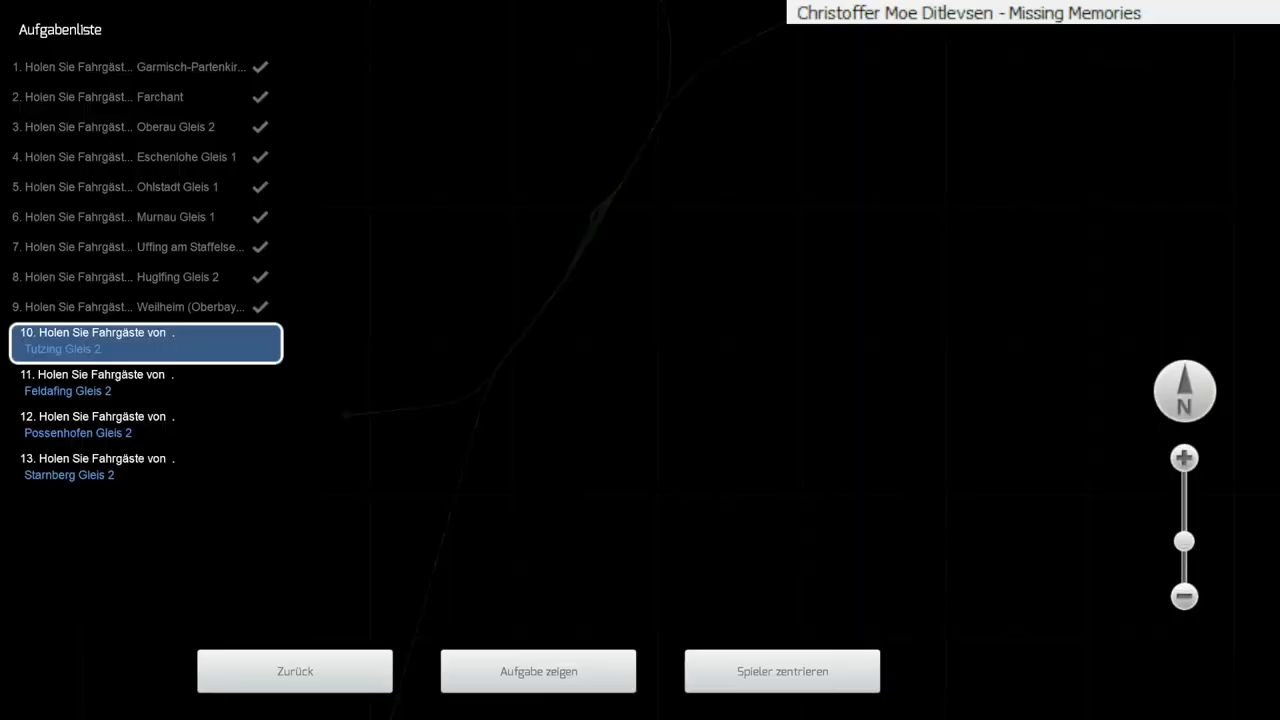 Christoffer Moe Ditlevsen - Missing Memories
Aufgabenliste
1. Holen Sie Fahrgäst... Garmisch-Partenkir...
2. Holen Sie Fahrgäst... Farchant
3. Holen Sie Fahrgäst... Oberau Gleis 2
4. Holen Sie Fahrgäst... Eschenlohe Gleis 1
5. Holen Sie Fahrgäst... Ohlstadt Gleis 1
6. Holen Sie Fahrgäst... Murnau Gleis 1
7. Holen Sie Fahrgäst... Uffing am Staffelse...
8. Holen Sie Fahrgäst... Huglfing Gleis 2
9. Holen Sie Fahrgäst... Weilheim (Oberbay...
10. Holen Sie Fahrgäste von .
Tutzing Gleis 2
11. Holen Sie Fahrgäste von .
Feldafing Gleis 2
12. Holen Sie Fahrgäste von .
Possenhofen Gleis 2
13. Holen Sie Fahrgäste von .
Starnberg Gleis 2
N
Zurück
Aufgabe zeigen
Spieler zentrieren